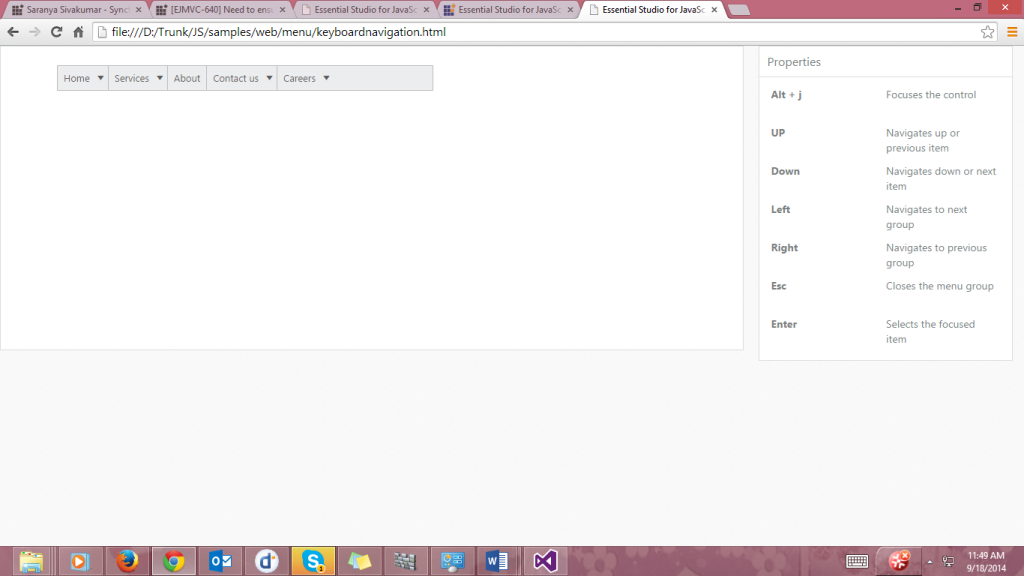 Saranya Sivakumar - Sync
[EJMVC-640] Need to ens
Essential Studio for JavaSc
Essential Studio for JavaSc
Essential Studio for JavaSc
file:///D:/Trunk/JS/samples/web/menu/keyboardnavigation.html
Home Services About Contact us Careers
Properties
Alt + j Focuses the control
UP Navigates up or
previous item
Down Navigates down or next
item
Left Navigates to next
group
Right Navigates to previous
group
Esc Closes the menu group
Enter Selects the focused
item
11:49 AM
9/18/2014